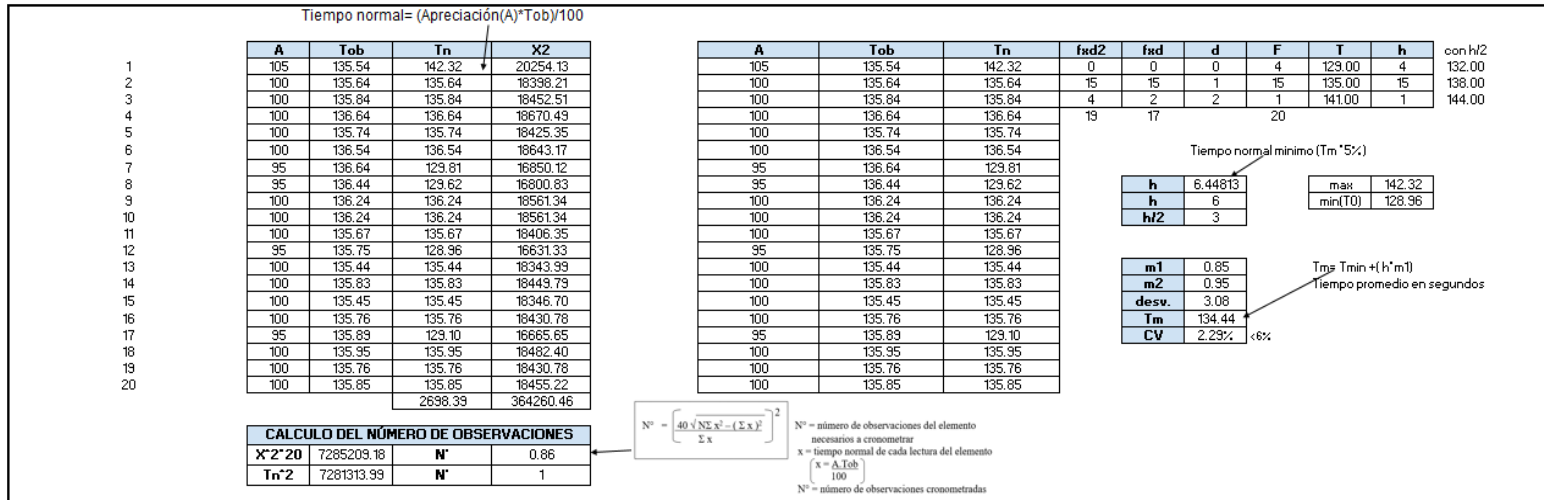 Tiempo normal= (Apreciación(A)*Tob)/100
A Tob Tn X2
1 105 135.54 142.32 20254.13
2 100 135.64 135.64 18398.21
3 100 135.84 135.84 18452.51
4 100 136.64 136.64 18670.49
5 100 135.74 135.74 18425.35
6 100 136.54 136.54 18643.17
7 95 136.64 129.81 16850.12
8 95 136.44 129.62 16800.83
9 100 136.24 136.24 18561.34
10 100 136.24 136.24 18561.34
11 100 135.67 135.67 18406.35
12 95 135.75 128.96 16631.33
13 100 135.44 135.44 18343.99
14 100 135.83 135.83 18449.79
15 100 135.45 135.45 18346.70
16 100 135.76 135.76 18430.78
17 95 135.89 129.10 16665.65
18 100 135.95 135.95 18482.40
19 100 135.76 135.76 18430.78
20 100 135.85 135.85 18455.22
2698.39 364260.46
A Tob Tn fxd2 fxd d F T h con h/2
105 135.54 142.32 0 0 0 4 129.00 4 132.00
100 135.64 135.64 15 15 1 15 135.00 15 138.00
100 135.84 135.84 4 2 2 1 141.00 1 144.00
100 136.64 136.64 19 17 20
100 135.74 135.74
100 136.54 136.54
95 136.64 129.81
95 136.44 129.62
100 136.24 136.24
100 136.24 136.24
100 135.67 135.67
95 135.75 128.96
100 135.44 135.44
100 135.83 135.83
100 135.45 135.45
100 135.76 135.76
95 135.89 129.10
100 135.95 135.95
100 135.76 135.76
100 135.85 135.85
Tiempo normal minimo (Tm*5%)
h 6.44813
h 6
h/2 3
max 142.32
min(T0) 128.96
m1 0.85
m2 0.95
desv. 3.08
Tm 134.44
CV 2.29% <6%
Tm= Tmin +( h*m1)
Tiempo promedio en segundos
CALCULO DEL NÚMERO DE OBSERVACIONES
X^2*20 7285209.18 N° 0.86
Tn^2 7281313.99 N° 1
N° = (40 √NΣ x² – (Σ x)² / Σ x)²
N° = número de observaciones del elemento
necesarios a cronometrar
x = tiempo normal de cada lectura del elemento
(x = A.Tob
100
N° = número de observaciones cronometradas